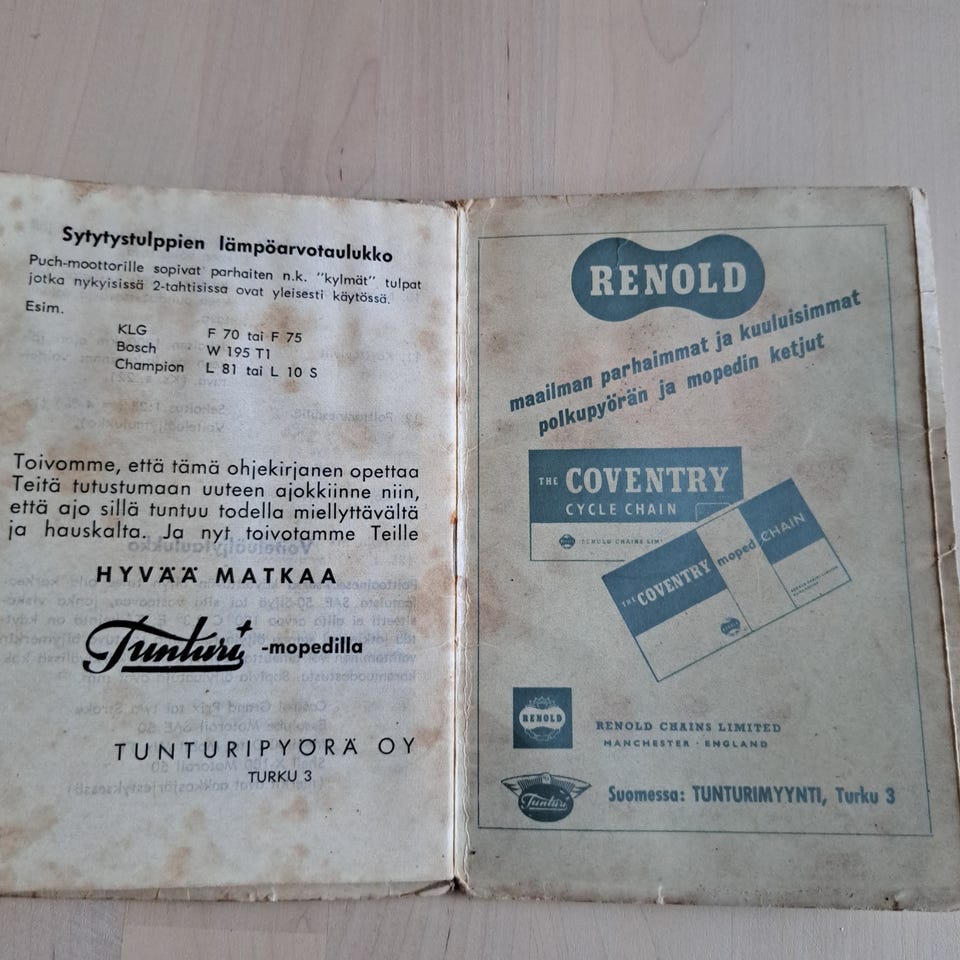 Sytytystulppien lämpöarvotaulukko
Puch-moottorille sopivat parhaiten n.k. "kylmät" tulpat
jotka nykyisissä 2-tahtisissa ovat yleisesti käytössä.
Esim.
KLG F 70 tai F 75
Bosch W 195 T1
Champion L 81 tai L 10 S
Toivomme, että tämä ohjekirjanen opettaa
Teitä tutustumaan uuteen ajokkiinne niin,
että ajo sillä tuntuu todella miellyttävältä
ja hauskalta. Ja nyt toivotamme Teille
HYVÄÄ MATKAA
Tunturi -mopedilla
TUNTURIPYÖRÄ OY
TURKU 3
RENOLD
maailman parhaimmat ja kuuluisimmat
polkupyörän ja mopedin ketjut
THE COVENTRY
CYCLE CHAIN
RENOLD CHAINS LIM
THE COVENTRY moped CHAIN
RENOLD
RENOLD CHAINS LIMITED
MANCHESTER · ENGLAND
Tunturi
Suomessa: TUNTURIMYYNTI, Turku 3